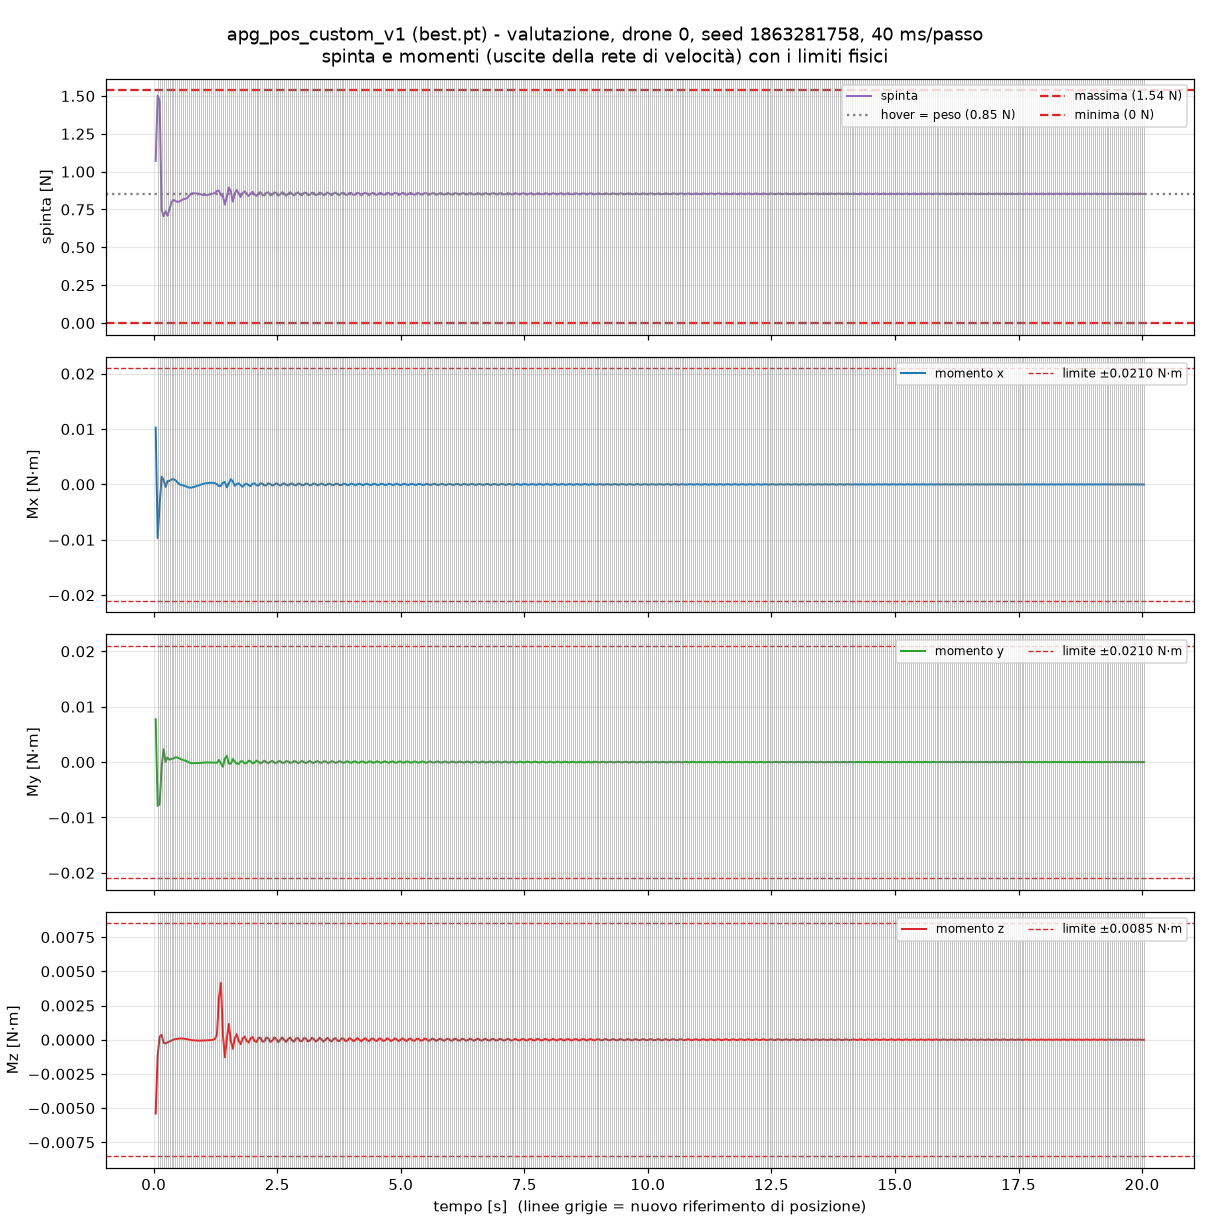 apg_pos_custom_v1 (best.pt) - valutazione, drone 0, seed 1863281758, 40 ms/passo
spinta e momenti (uscite della rete di velocità) con i limiti fisici
spinta
hover = peso (0.85 N)
massima (1.54 N)
minima (0 N)
spinta [N]
1.50
1.25
1.00
0.75
0.50
0.25
0.00
momento x
limite ±0.0210 N·m
Mx [N·m]
0.02
0.01
0.00
−0.01
−0.02
momento y
limite ±0.0210 N·m
My [N·m]
0.02
0.01
0.00
−0.01
−0.02
momento z
limite ±0.0085 N·m
Mz [N·m]
0.0075
0.0050
0.0025
0.0000
−0.0025
−0.0050
−0.0075
0.0 2.5 5.0 7.5 10.0 12.5 15.0 17.5 20.0
tempo [s]  (linee grigie = nuovo riferimento di posizione)